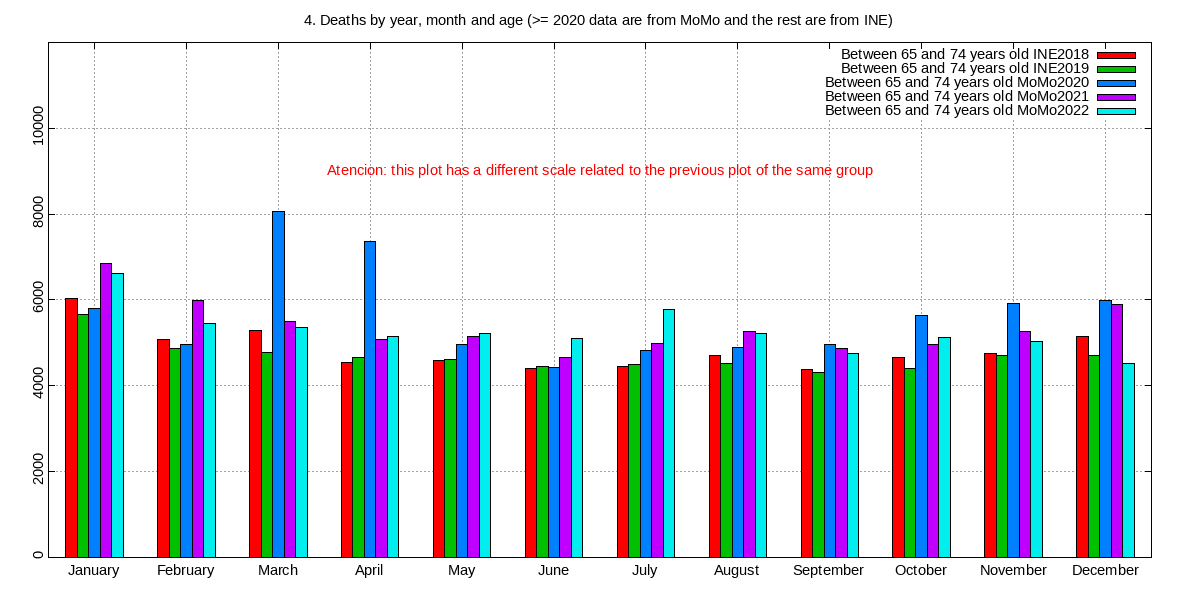 4. Deaths by year, month and age (>= 2020 data are from MoMo and the rest are from INE)
Between 65 and 74 years old INE2018
Between 65 and 74 years old INE2019
Between 65 and 74 years old MoMo2020
Between 65 and 74 years old MoMo2021
Between 65 and 74 years old MoMo2022
Atencion: this plot has a different scale related to the previous plot of the same group
10000
8000
6000
4000
2000
0
January February March April May June July August September October November December